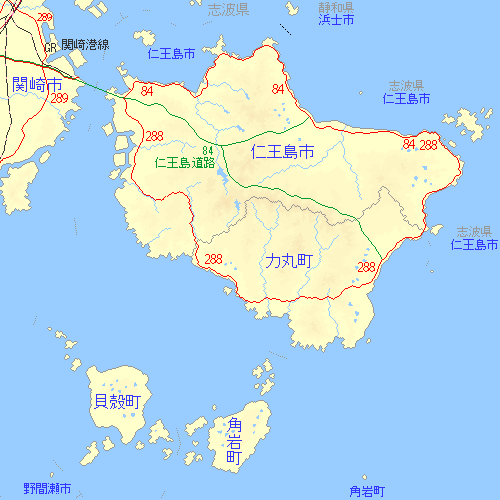 志波県
静和県
浜士市
289
GR 関崎港線
仁王島市
関崎市
289
84
84
志波県
仁王島市
288
84
仁王島道路
仁王島市
84 288
志波県
仁王島市
288
力丸町
288
貝殻町
角岩町
野間瀬市
角岩町